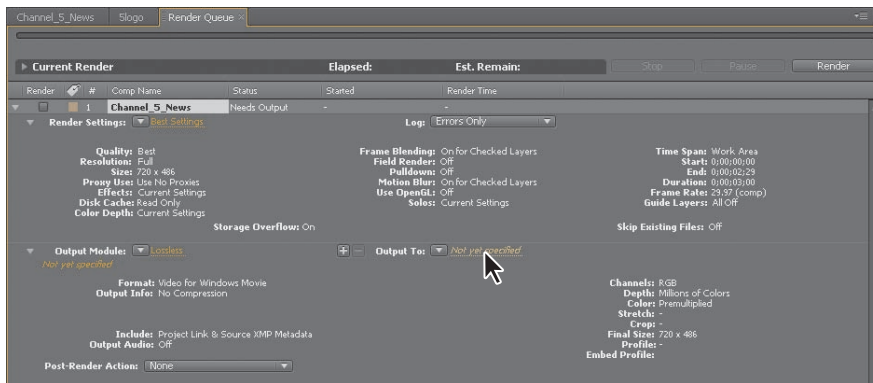 Channel_5_News 5logo Render Queue ×
Current Render Elapsed: Est. Remain: Stop Pause Render
Render # Comp Name Status Started Render Time
1 Channel_5_News Needs Output - -
Render Settings: Best Settings Log: Errors Only
Quality: Best Frame Blending: On for Checked Layers Time Span: Work Area
Resolution: Full Field Render: Off Start: 0;00;00;00
Size: 720 x 486 Pulldown: Off End: 0;00;02;29
Proxy Use: Use No Proxies Motion Blur: On for Checked Layers Duration: 0;00;03;00
Effects: Current Settings Use OpenGL: Off Frame Rate: 29.97 (comp)
Disk Cache: Read Only Solos: Current Settings Guide Layers: All Off
Color Depth: Current Settings
Storage Overflow: On Skip Existing Files: Off
Output Module: Lossless Output To: Not yet specified
Not yet specified
Format: Video for Windows Movie Channels: RGB
Output Info: No Compression Depth: Millions of Colors
Color: Premultiplied
Stretch: -
Crop: -
Include: Project Link & Source XMP Metadata Final Size: 720 x 486
Output Audio: Off Profile: -
Embed Profile:
Post-Render Action: None